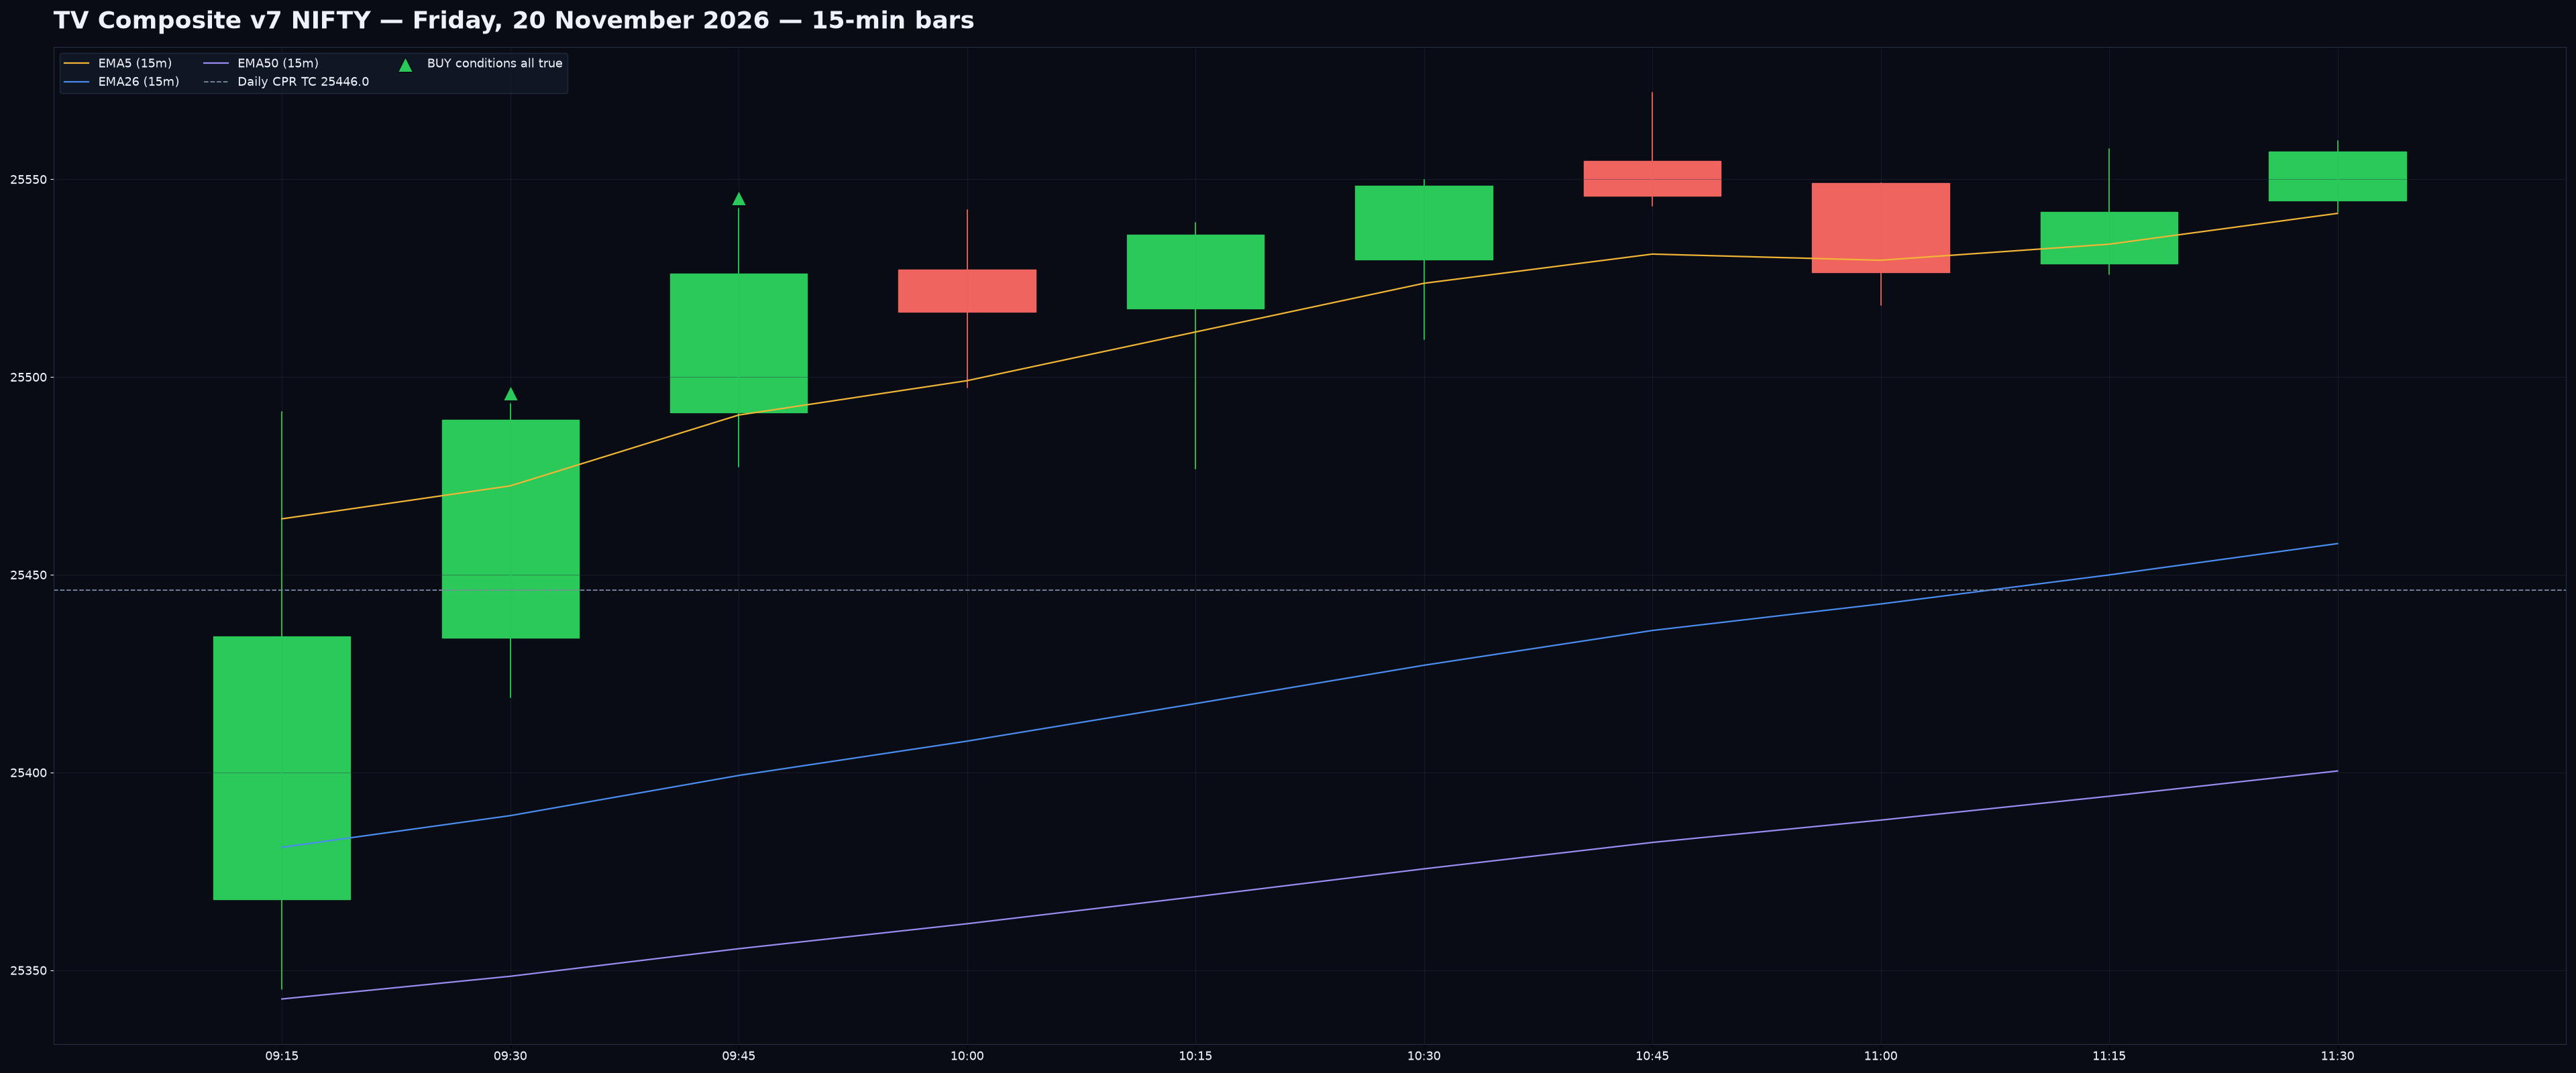 TV Composite v7 NIFTY — Friday, 20 November 2026 — 15-min bars
EMA5 (15m)
EMA26 (15m)
EMA50 (15m)
Daily CPR TC 25446.0
BUY conditions all true
25550
25500
25450
25400
25350
09:15 09:30 09:45 10:00 10:15 10:30 10:45 11:00 11:15 11:30